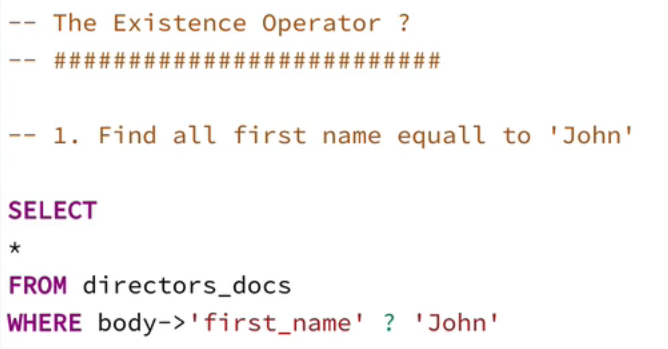 -- The Existence Operator ?
-- ##########################
-- 1. Find all first name equall to 'John'
SELECT
*
FROM directors_docs
WHERE body->'first_name' ? 'John'